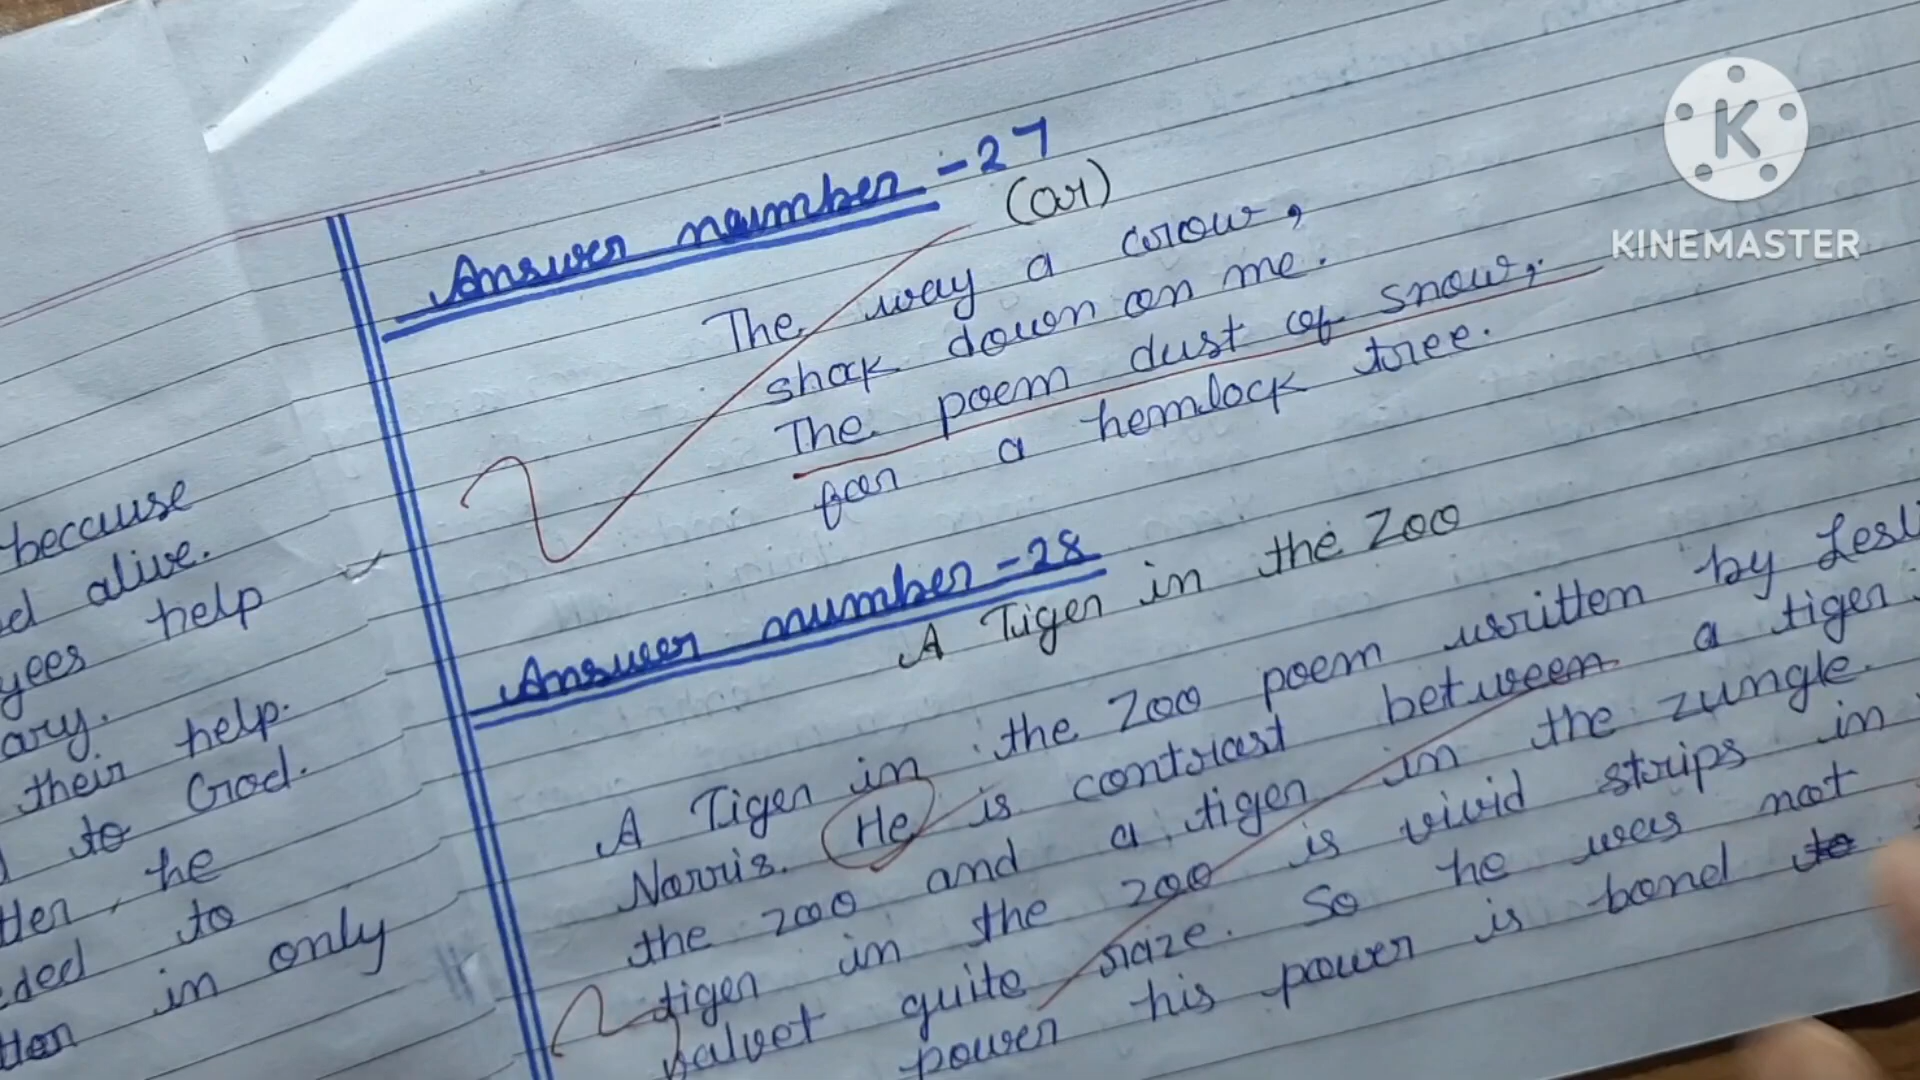 because
alive.
help
their help.
to God.
he
to
in only
Answer number - 27
(or)
The way a crow,
shok down on me.
The poem dust of snow,
for a hemlock tree.
Answer number - 28
A Tiger in the Zoo
A Tiger in the Zoo poem written by
Norris. He is contrast between a tiger
the zoo and a tiger in the zungle.
tiger in the zoo is vivid strips in
valvet quite raize. So he was not
power his power is bond to
K
KINEMASTER